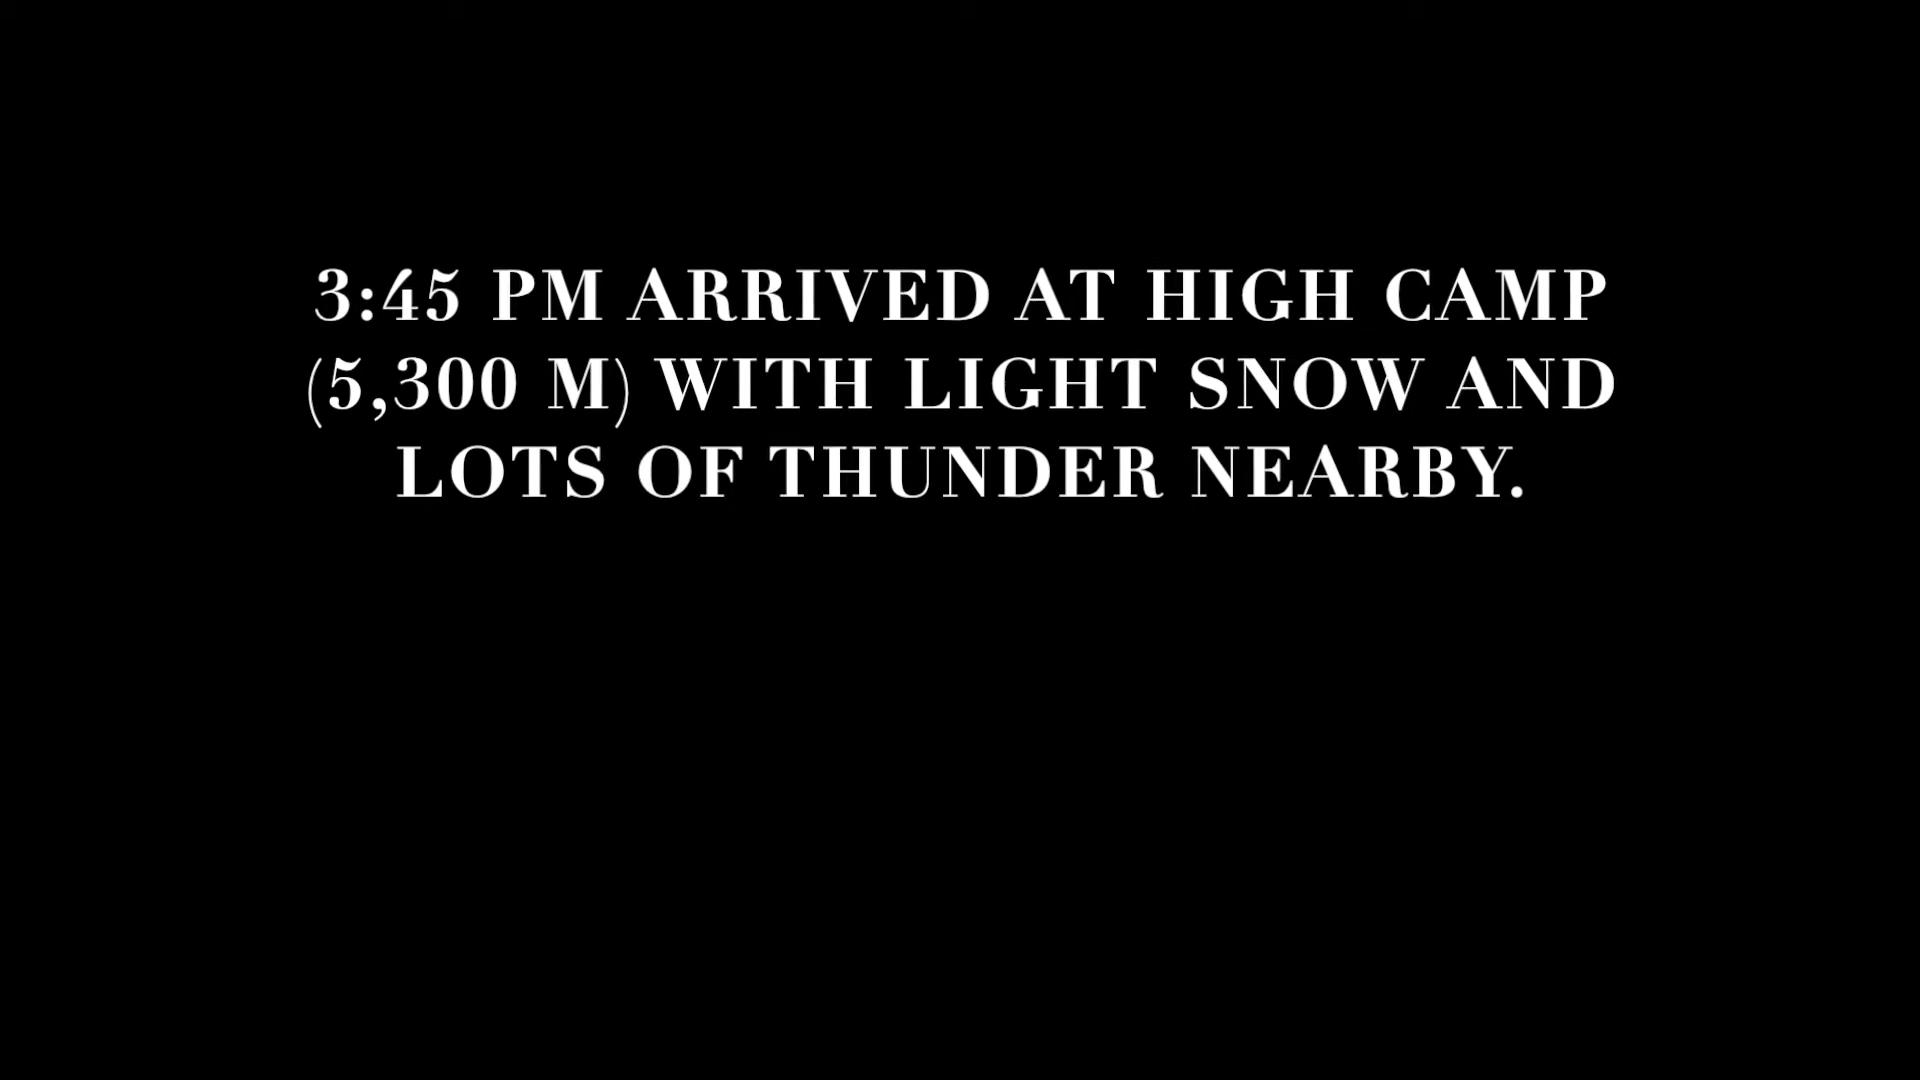 3:45 PM ARRIVED AT HIGH CAMP
(5,300 M) WITH LIGHT SNOW AND
LOTS OF THUNDER NEARBY.